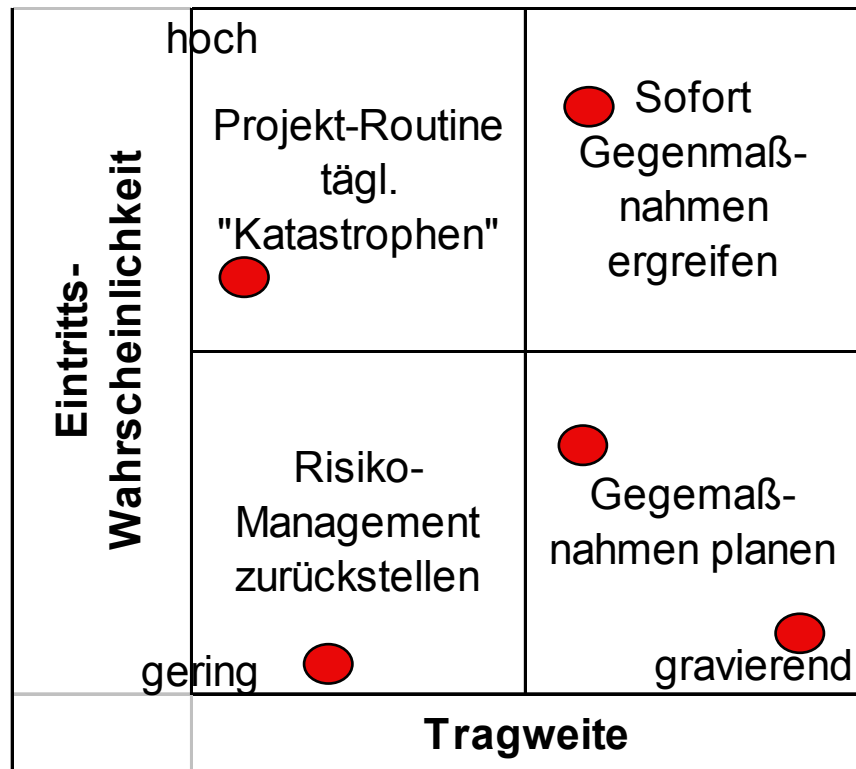 hoch
Projekt-Routine
tägl.
"Katastrophen"
Sofort
Gegenmaß-
nahmen
ergreifen
Eintritts-
Wahrscheinlichkeit
Risiko-
Management
zurückstellen
Gegemaß-
nahmen planen
gering
gravierend
Tragweite